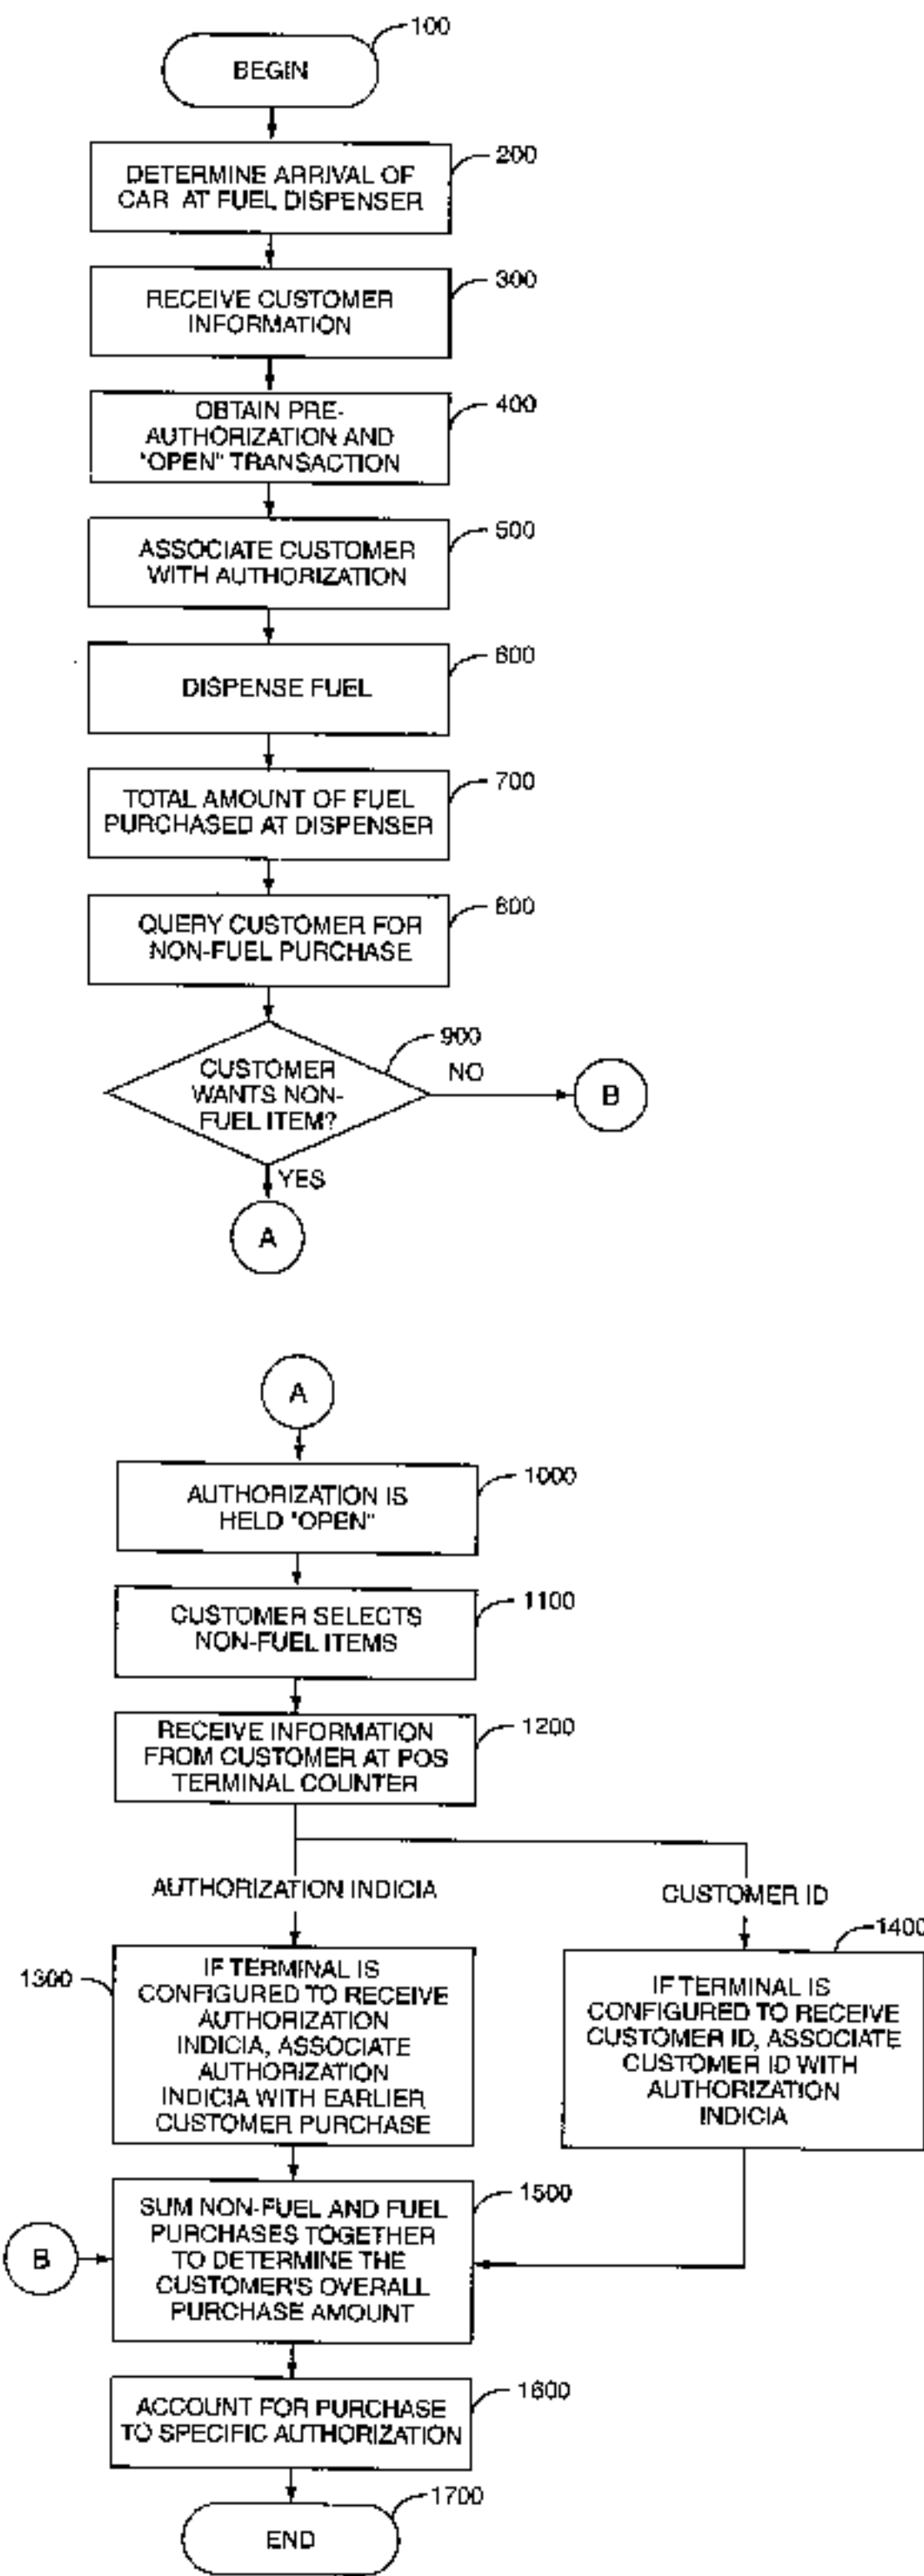 100
BEGIN
200
DETERMINE ARRIVAL OF
CAR AT FUEL DISPENSER
300
RECEIVE CUSTOMER
INFORMATION
400
OBTAIN PRE-
AUTHORIZATION AND
"OPEN" TRANSACTION
500
ASSOCIATE CUSTOMER
WITH AUTHORIZATION
600
DISPENSE FUEL
700
TOTAL AMOUNT OF FUEL
PURCHASED AT DISPENSER
800
QUERY CUSTOMER FOR
NON-FUEL PURCHASE
900
CUSTOMER
WANTS NON-
FUEL ITEM?
NO
B
YES
A
A
1000
AUTHORIZATION IS
HELD "OPEN"
1100
CUSTOMER SELECTS
NON-FUEL ITEMS
1200
RECEIVE INFORMATION
FROM CUSTOMER AT POS
TERMINAL COUNTER
AUTHORIZATION INDICIA
CUSTOMER ID
1300
IF TERMINAL IS
CONFIGURED TO RECEIVE
AUTHORIZATION
INDICIA, ASSOCIATE
AUTHORIZATION
INDICIA WITH EARLIER
CUSTOMER PURCHASE
1400
IF TERMINAL IS
CONFIGURED TO RECEIVE
CUSTOMER ID, ASSOCIATE
CUSTOMER ID WITH
AUTHORIZATION
INDICIA
1500
B
SUM NON-FUEL AND FUEL
PURCHASES TOGETHER
TO DETERMINE THE
CUSTOMER'S OVERALL
PURCHASE AMOUNT
1600
ACCOUNT FOR PURCHASE
TO SPECIFIC AUTHORIZATION
1700
END